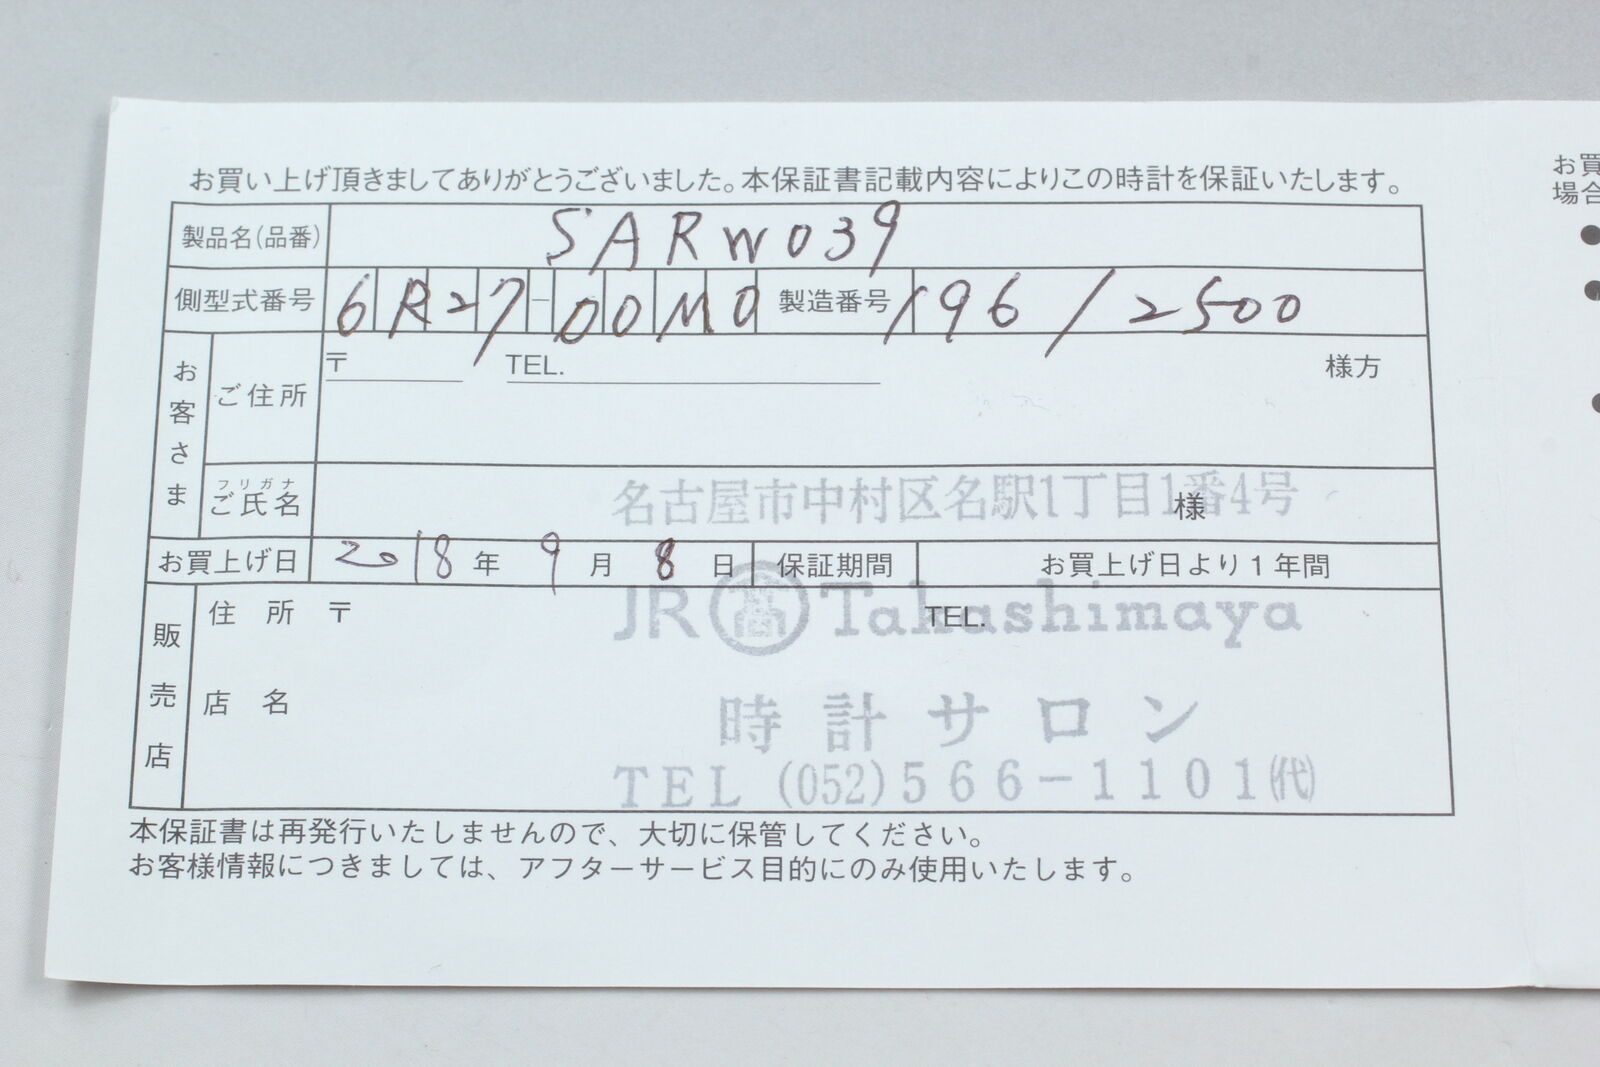 お買い上げ頂きましてありがとうございました。本保証書記載内容によりこの時計を保証いたします。
製品名(品番) SARW039
側型式番号 6R27-00M0 製造番号 196/2500
お客さま
ご住所 〒 TEL. 様方
フリガナ
ご氏名 様
名古屋市中村区名駅1丁目1番4号
お買上げ日 2018年 9月 8日 保証期間 お買上げ日より1年間
販売店
住所 〒 TEL.
JR 髙 Takashimaya
店名
時計サロン
TEL (052)566-1101㈹
本保証書は再発行いたしませんので、大切に保管してください。
お客様情報につきましては、アフターサービス目的にのみ使用いたします。
お買
場合